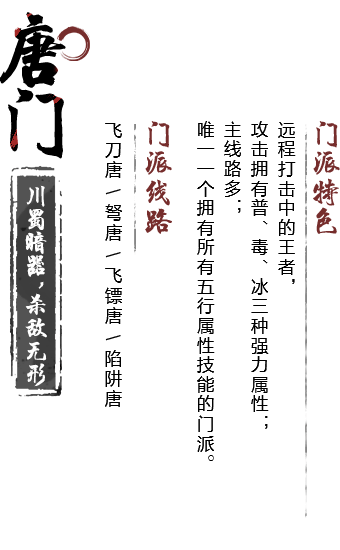 唐门
川蜀暗器，杀敌无形
门派特色
远程打击中的王者，
攻击拥有普、毒、冰三种强力属性；
主线路多；
唯一一个拥有所有五行属性技能的门派。
门派线路
飞刀唐/弩唐/飞镖唐/陷阱唐